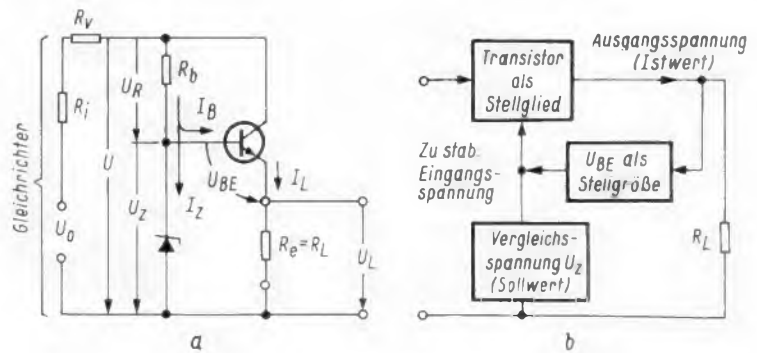 Gleichrichter
R_v
R_i
U_0
U
U_R
U_Z
R_b
I_B
I_Z
U_BE
I_L
R_e = R_L
U_L
a
Transistor
als
Stellglied
Ausgangsspannung
(Istwert)
Zu stab.
Eingangs-
spannung
U_BE als
Stellgröße
Vergleichs-
spannung U_Z
(Sollwert)
R_L
b